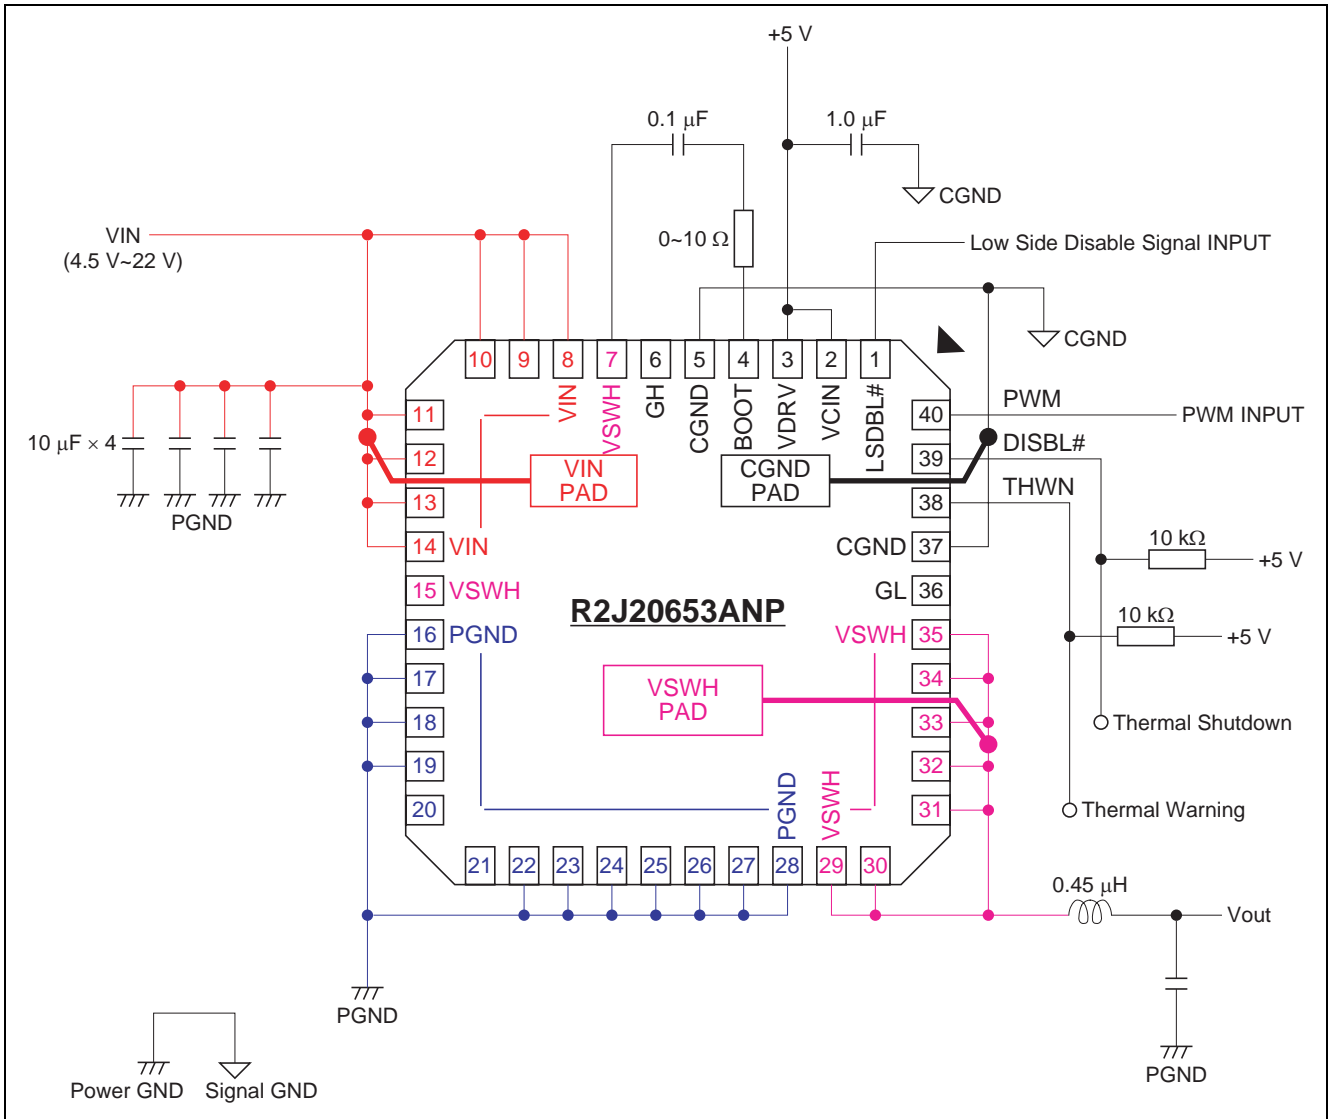 +5 V
0.1 μF
1.0 μF
CGND
VIN
(4.5 V~22 V)
0~10 Ω
Low Side Disable Signal INPUT
CGND
10
9
8
7
6
5
4
3
2
1
VIN
VSWH
GH
CGND
BOOT
VDRV
VCIN
LSDBL#
10 μF × 4
PGND
11
12
13
14
VIN
15
VSWH
16
PGND
17
18
19
20
VIN
PAD
CGND
PAD
R2J20653ANP
VSWH
PAD
40
PWM
PWM INPUT
39
DISBL#
38
THWN
CGND
37
GL
36
VSWH
35
34
33
32
31
10 kΩ
+5 V
10 kΩ
+5 V
Thermal Shutdown
Thermal Warning
PGND
VSWH
21
22
23
24
25
26
27
28
29
30
0.45 μH
Vout
PGND
PGND
Power GND
Signal GND